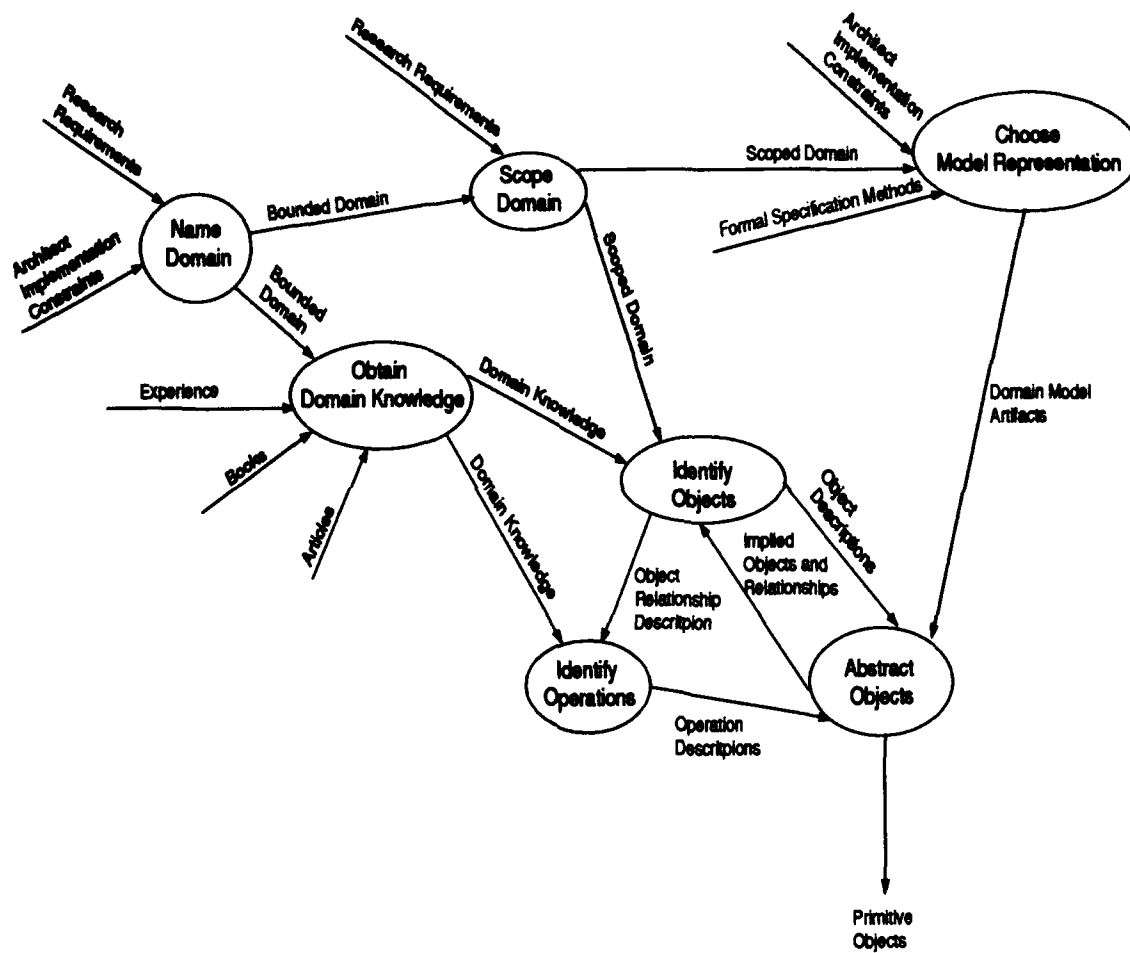 Research
Requirements
Architect
Implementation
Constraints
Name
Domain
Bounded Domain
Bounded
Domain
Research Requirements
Scope
Domain
Scoped Domain
Scoped Domain
Architect
Implementation
Constraints
Formal Specification Methods
Choose
Model Representation
Domain Model
Artifacts
Experience
Books
Articles
Obtain
Domain Knowledge
Domain Knowledge
Domain Knowledge
Identify
Objects
Object
Descriptions
Implied
Objects and
Relationships
Object
Relationship
Descritpion
Identify
Operations
Operation
Descritpions
Abstract
Objects
Primitive
Objects